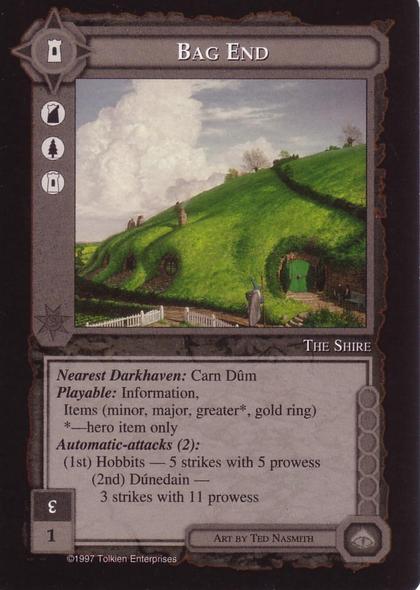 BAG END
THE SHIRE
Nearest Darkhaven: Carn Dûm
Playable: Information,
Items (minor, major, greater*, gold ring)
*—hero item only
Automatic-attacks (2):
(1st) Hobbits — 5 strikes with 5 prowess
(2nd) Dúnedain —
3 strikes with 11 prowess
ε
1
ART BY TED NASMITH
©1997 Tolkien Enterprises